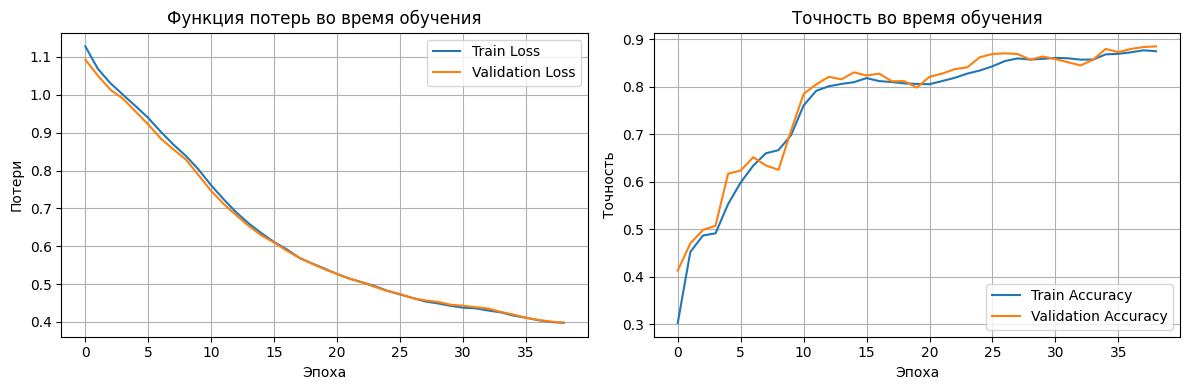 Функция потерь во время обучения
Train Loss
Validation Loss
1.1
1.0
0.9
0.8
0.7
0.6
0.5
0.4
Потери
0 5 10 15 20 25 30 35
Эпоха
Точность во время обучения
0.9
0.8
0.7
0.6
0.5
0.4
0.3
Точность
Train Accuracy
Validation Accuracy
0 5 10 15 20 25 30 35
Эпоха